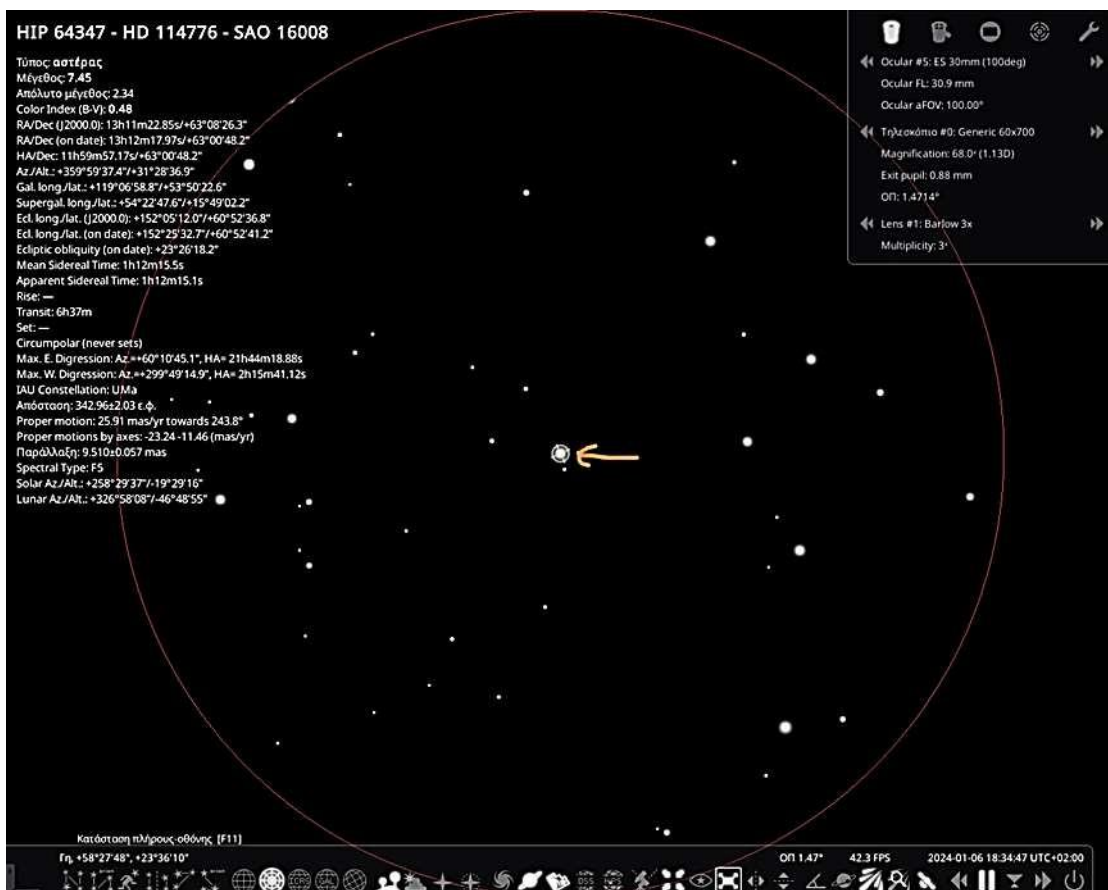 HIP 64347 - HD 114776 - SAO 16008
Τύπος: αστέρας
Μέγεθος: 7.45
Απόλυτο μέγεθος: 2.34
Color Index (B-V): 0.48
RA/Dec (J2000.0): 13h11m22.85s/+63°08'26.3"
RA/Dec (on date): 13h12m17.97s/+63°00'48.2"
HA/Dec: 11h59m57.17s/+63°00'48.2"
Az./Alt.: +359°59'37.4"/+31°28'36.9"
Gal. long./lat.: +119°06'58.8"/+53°50'22.6"
Supergal. long./lat.: +54°22'47.6"/+15°49'02.2"
Ecl. long./lat. (J2000.0): +152°05'12.0"/+60°52'36.8"
Ecl. long./lat. (on date): +152°25'32.7"/+60°52'41.2"
Ecliptic obliquity (on date): +23°26'18.2"
Mean Sidereal Time: 1h12m15.5s
Apparent Sidereal Time: 1h12m15.1s
Rise: —
Transit: 6h37m
Set: —
Circumpolar (never sets)
Max. E. Digression: Az.=+60°10'45.1", HA= 21h44m18.88s
Max. W. Digression: Az.=+299°49'14.9", HA= 2h15m41.12s
IAU Constellation: UMa
Απόσταση: 342.96±2.03 ε.φ.
Proper motion: 25.91 mas/yr towards 243.8°
Proper motions by axes: -23.24 -11.46 (mas/yr)
Παράλλαξη: 9.510±0.057 mas
Spectral Type: F5
Solar Az./Alt.: +258°29'37"/-19°29'16"
Lunar Az./Alt.: +326°58'08"/-46°48'55"
Ocular #5: ES 30mm (100deg)
Ocular FL: 30.9 mm
Ocular aFOV: 100.00°
Τηλεσκόπιο #0: Generic 60x700
Magnification: 68.0ˣ (1.13D)
Exit pupil: 0.88 mm
ΟΠ: 1.4714°
Lens #1: Barlow 3x
Multiplicity: 3ˣ
Κατάσταση πλήρους-οθόνης [F11]
Γη, +58°27'48", +23°36'10"
ΟΠ 1.47°
42.3 FPS
2024-01-06 18:34:47 UTC+02:00
ICRS
GAL
DSS
HiPS